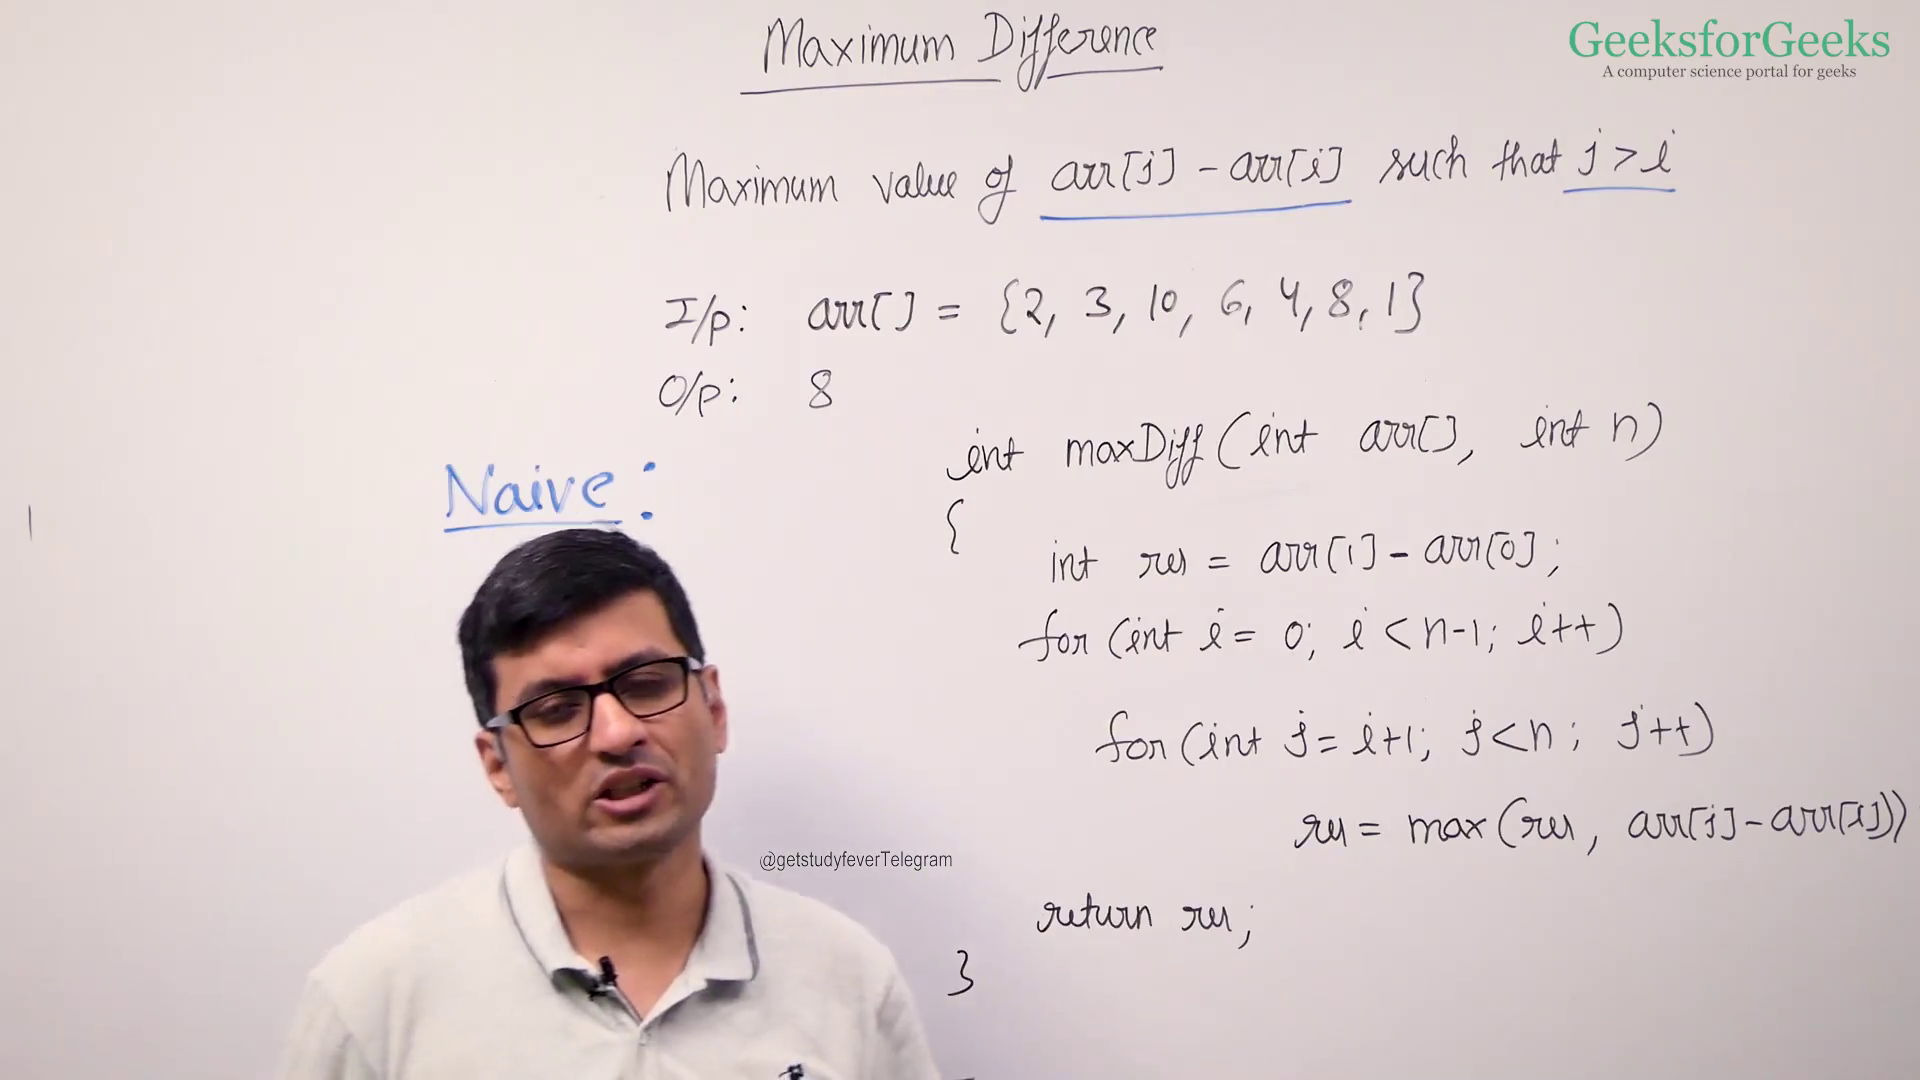 Maximum Difference
GeeksforGeeks
A computer science portal for geeks
Maximum value of arr[j] - arr[i] such that j > i
I/p: arr[] = {2, 3, 10, 6, 4, 8, 1}
O/p: 8
int maxDiff(int arr[], int n)
Naive:
{
int res = arr[1] - arr[0];
for (int i = 0; i < n-1; i++)
for (int j = i+1; j < n; j++)
res = max(res, arr[j] - arr[i])
@getstudyfeverTelegram
return res;
}